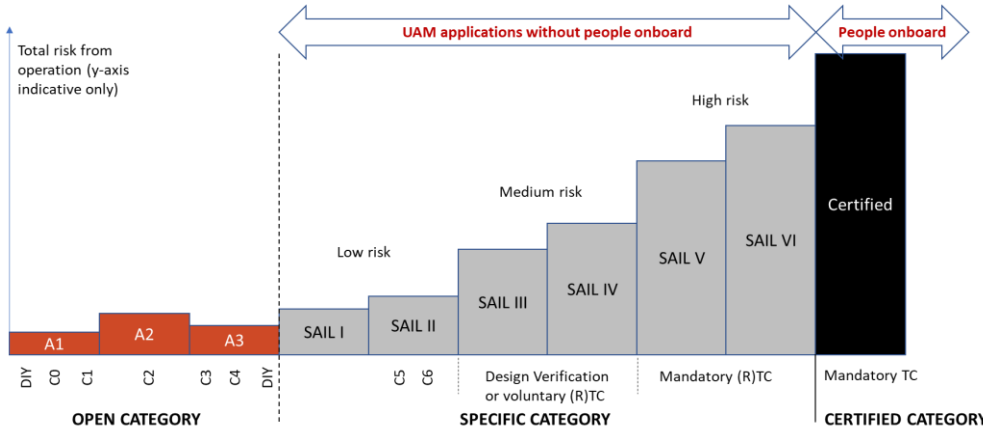 UAM applications without people onboard
People onboard
Total risk from
operation (y-axis
indicative only)
High risk
Medium risk
Low risk
Certified
SAIL VI
SAIL V
SAIL IV
SAIL III
SAIL II
SAIL I
A1
A2
A3
DIY
C0
C1
C2
C3
C4
DIY
C5
C6
Design Verification
or voluntary (R)TC
Mandatory (R)TC
Mandatory TC
OPEN CATEGORY
SPECIFIC CATEGORY
CERTIFIED CATEGORY